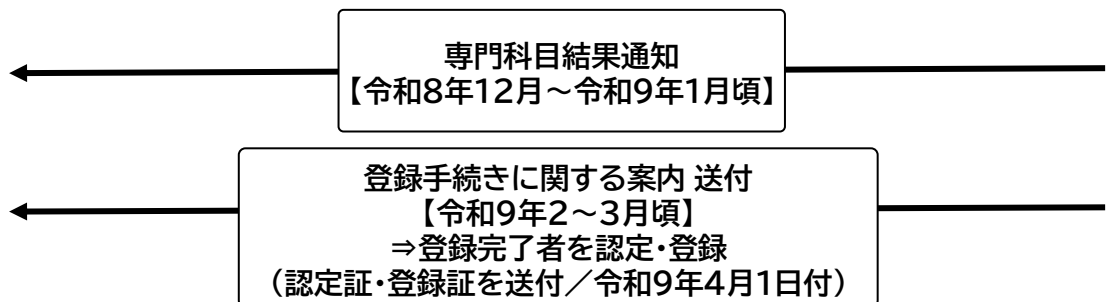 専門科目結果通知
【令和8年12月～令和9年1月頃】
登録手続きに関する案内 送付
【令和9年2～3月頃】
⇒登録完了者を認定・登録
（認定証・登録証を送付／令和9年4月1日付）